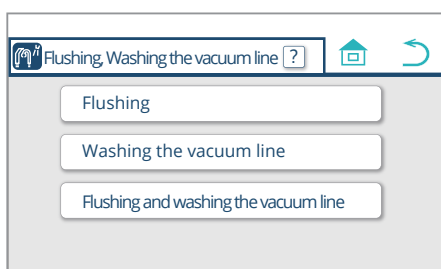 Flushing, Washing the vacuum line ?
Flushing
Washing the vacuum line
Flushing and washing the vacuum line